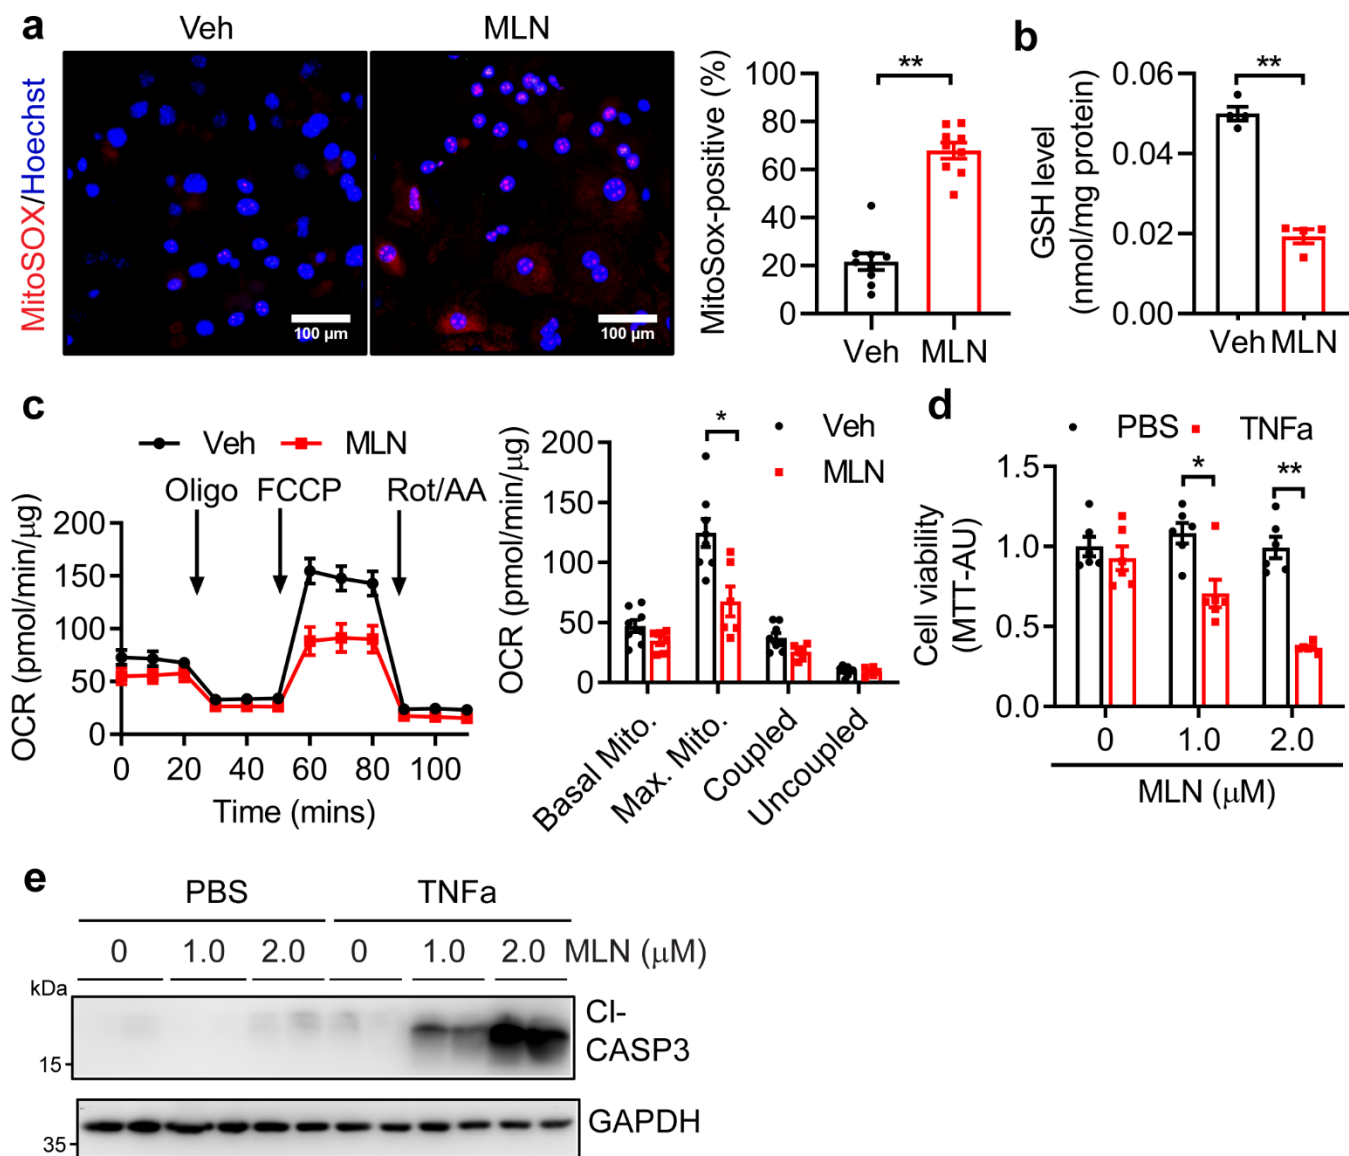 a
Veh
MLN
MitoSOX/Hoechst
100 µm
100 µm
MitoSox-positive (%)
100
80
60
40
20
0
**
Veh
MLN
b
GSH level
(nmol/mg protein)
0.06
0.04
0.02
0.00
**
Veh
MLN
c
Veh
MLN
Oligo
FCCP
Rot/AA
OCR (pmol/min/µg)
200
150
100
50
0
0
20
40
60
80
100
Time (mins)
OCR (pmol/min/µg)
200
150
100
50
0
*
Veh
MLN
Basal Mito.
Max. Mito.
Coupled
Uncoupled
d
PBS
TNFa
Cell viability
(MTT-AU)
1.5
1.0
0.5
0.0
*
**
0
1.0
2.0
MLN (µM)
e
PBS
TNFa
0
1.0
2.0
0
1.0
2.0
MLN (µM)
kDa
15
Cl-
CASP3
35
GAPDH